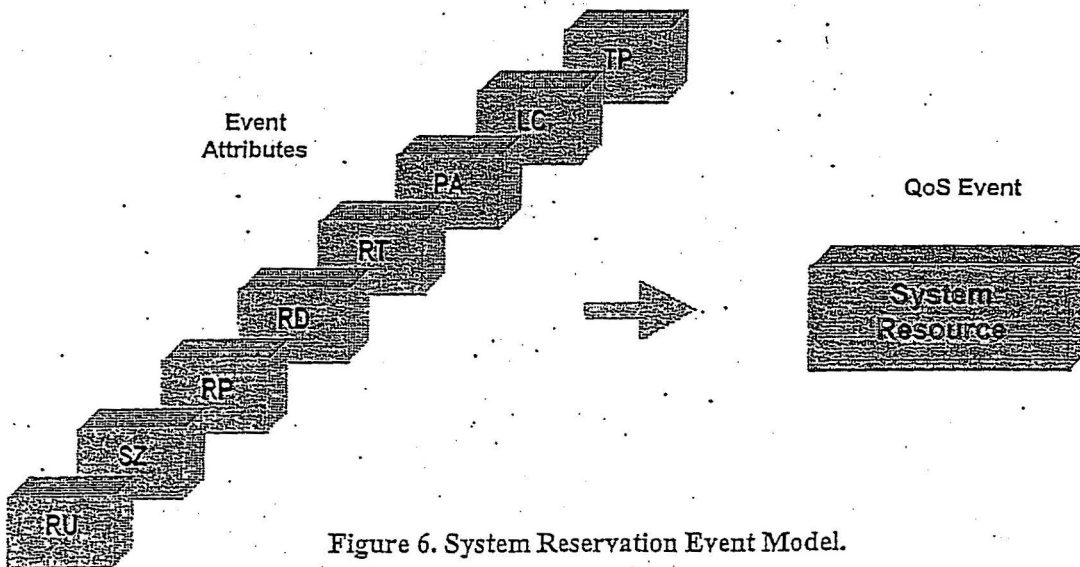 TP
LC
Event
Attributes
PA
QoS Event
RT
System
Resource
RD
RP
SZ
RU
Figure 6. System Reservation Event Model.